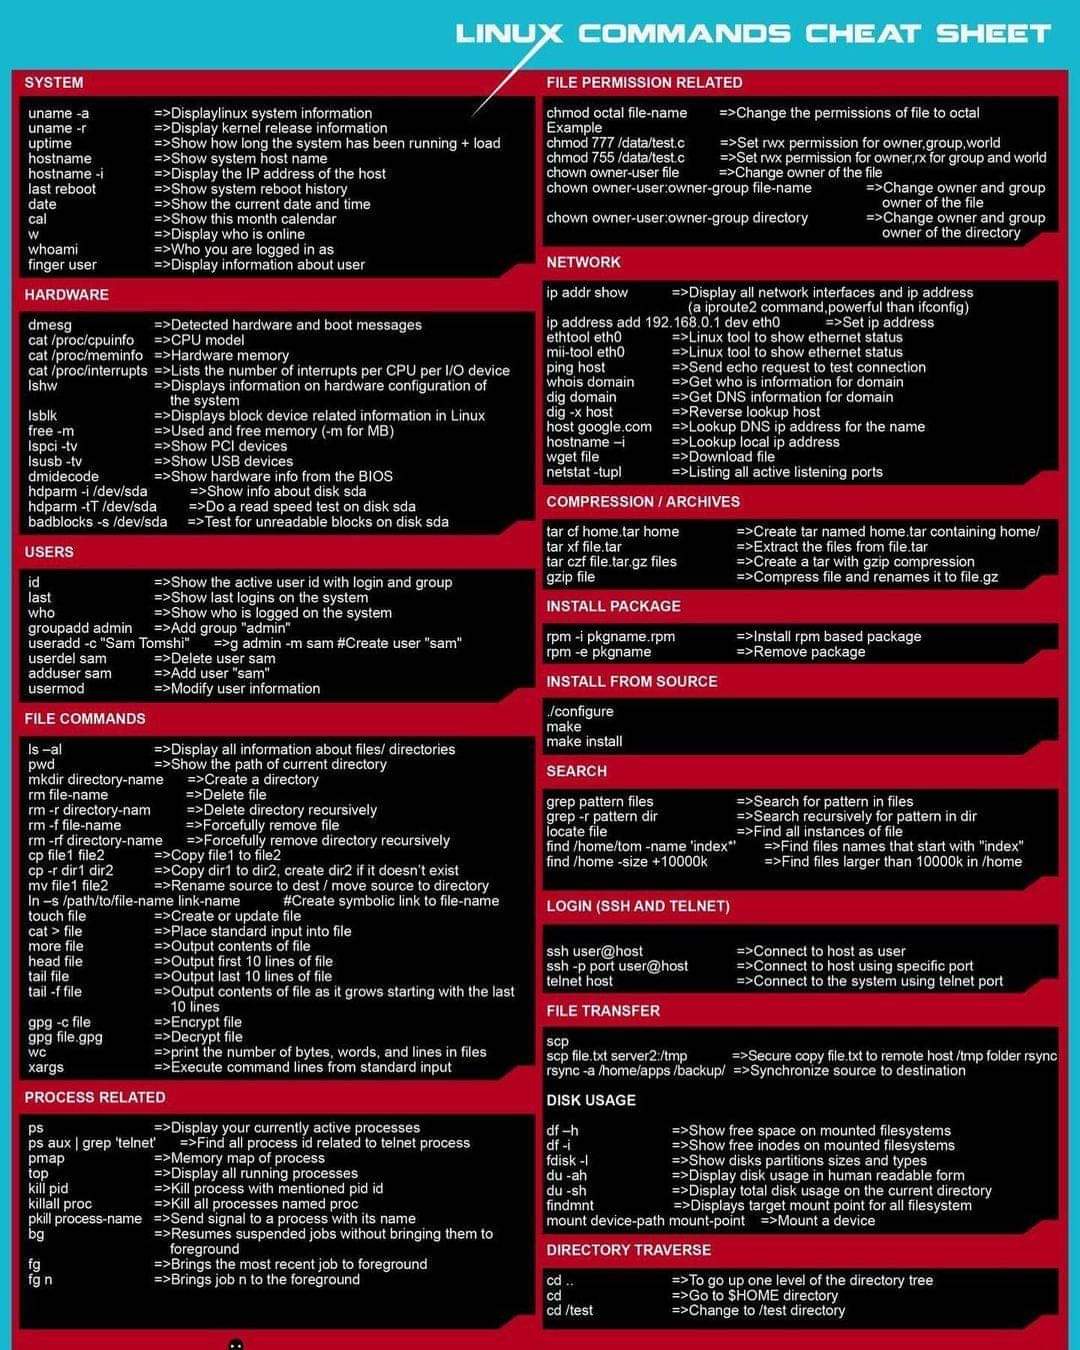 LINUX COMMANDS CHEAT SHEET
SYSTEM
uname -a =>Displaylinux system information
uname -r =>Display kernel release information
uptime =>Show how long the system has been running + load
hostname =>Show system host name
hostname -i =>Display the IP address of the host
last reboot =>Show system reboot history
date =>Show the current date and time
cal =>Show this month calendar
w =>Display who is online
whoami =>Who you are logged in as
finger user =>Display information about user
HARDWARE
dmesg =>Detected hardware and boot messages
cat /proc/cpuinfo =>CPU model
cat /proc/meminfo =>Hardware memory
cat /proc/interrupts =>Lists the number of interrupts per CPU per I/O device
lshw =>Displays information on hardware configuration of
the system
lsblk =>Displays block device related information in Linux
free -m =>Used and free memory (-m for MB)
lspci -tv =>Show PCI devices
lsusb -tv =>Show USB devices
dmidecode =>Show hardware info from the BIOS
hdparm -i /dev/sda =>Show info about disk sda
hdparm -tT /dev/sda =>Do a read speed test on disk sda
badblocks -s /dev/sda =>Test for unreadable blocks on disk sda
USERS
id =>Show the active user id with login and group
last =>Show last logins on the system
who =>Show who is logged on the system
groupadd admin =>Add group "admin"
useradd -c "Sam Tomshi" =>g admin -m sam #Create user "sam"
userdel sam =>Delete user sam
adduser sam =>Add user "sam"
usermod =>Modify user information
FILE COMMANDS
ls –al =>Display all information about files/ directories
pwd =>Show the path of current directory
mkdir directory-name =>Create a directory
rm file-name =>Delete file
rm -r directory-nam =>Delete directory recursively
rm -f file-name =>Forcefully remove file
rm -rf directory-name =>Forcefully remove directory recursively
cp file1 file2 =>Copy file1 to file2
cp -r dir1 dir2 =>Copy dir1 to dir2, create dir2 if it doesn't exist
mv file1 file2 =>Rename source to dest / move source to directory
ln –s /path/to/file-name link-name #Create symbolic link to file-name
touch file =>Create or update file
cat > file =>Place standard input into file
more file =>Output contents of file
head file =>Output first 10 lines of file
tail file =>Output last 10 lines of file
tail -f file =>Output contents of file as it grows starting with the last
10 lines
gpg -c file =>Encrypt file
gpg file.gpg =>Decrypt file
wc =>print the number of bytes, words, and lines in files
xargs =>Execute command lines from standard input
PROCESS RELATED
ps =>Display your currently active processes
ps aux | grep 'telnet' =>Find all process id related to telnet process
pmap =>Memory map of process
top =>Display all running processes
kill pid =>Kill process with mentioned pid id
killall proc =>Kill all processes named proc
pkill process-name =>Send signal to a process with its name
bg =>Resumes suspended jobs without bringing them to
foreground
fg =>Brings the most recent job to foreground
fg n =>Brings job n to the foreground
FILE PERMISSION RELATED
chmod octal file-name =>Change the permissions of file to octal
Example
chmod 777 /data/test.c =>Set rwx permission for owner,group,world
chmod 755 /data/test.c =>Set rwx permission for owner,rx for group and world
chown owner-user file =>Change owner of the file
chown owner-user:owner-group file-name =>Change owner and group
owner of the file
chown owner-user:owner-group directory =>Change owner and group
owner of the directory
NETWORK
ip addr show =>Display all network interfaces and ip address
(a iproute2 command,powerful than ifconfig)
ip address add 192.168.0.1 dev eth0 =>Set ip address
ethtool eth0 =>Linux tool to show ethernet status
mii-tool eth0 =>Linux tool to show ethernet status
ping host =>Send echo request to test connection
whois domain =>Get who is information for domain
dig domain =>Get DNS information for domain
dig -x host =>Reverse lookup host
host google.com =>Lookup DNS ip address for the name
hostname –i =>Lookup local ip address
wget file =>Download file
netstat -tupl =>Listing all active listening ports
COMPRESSION / ARCHIVES
tar cf home.tar home =>Create tar named home.tar containing home/
tar xf file.tar =>Extract the files from file.tar
tar czf file.tar.gz files =>Create a tar with gzip compression
gzip file =>Compress file and renames it to file.gz
INSTALL PACKAGE
rpm -i pkgname.rpm =>Install rpm based package
rpm -e pkgname =>Remove package
INSTALL FROM SOURCE
./configure
make
make install
SEARCH
grep pattern files =>Search for pattern in files
grep -r pattern dir =>Search recursively for pattern in dir
locate file =>Find all instances of file
find /home/tom -name 'index*' =>Find files names that start with "index"
find /home -size +10000k =>Find files larger than 10000k in /home
LOGIN (SSH AND TELNET)
ssh user@host =>Connect to host as user
ssh -p port user@host =>Connect to host using specific port
telnet host =>Connect to the system using telnet port
FILE TRANSFER
scp
scp file.txt server2:/tmp =>Secure copy file.txt to remote host /tmp folder rsync
rsync -a /home/apps /backup/ =>Synchronize source to destination
DISK USAGE
df –h =>Show free space on mounted filesystems
df -i =>Show free inodes on mounted filesystems
fdisk -l =>Show disks partitions sizes and types
du -ah =>Display disk usage in human readable form
du -sh =>Display total disk usage on the current directory
findmnt =>Displays target mount point for all filesystem
mount device-path mount-point =>Mount a device
DIRECTORY TRAVERSE
cd .. =>To go up one level of the directory tree
cd =>Go to $HOME directory
cd /test =>Change to /test directory